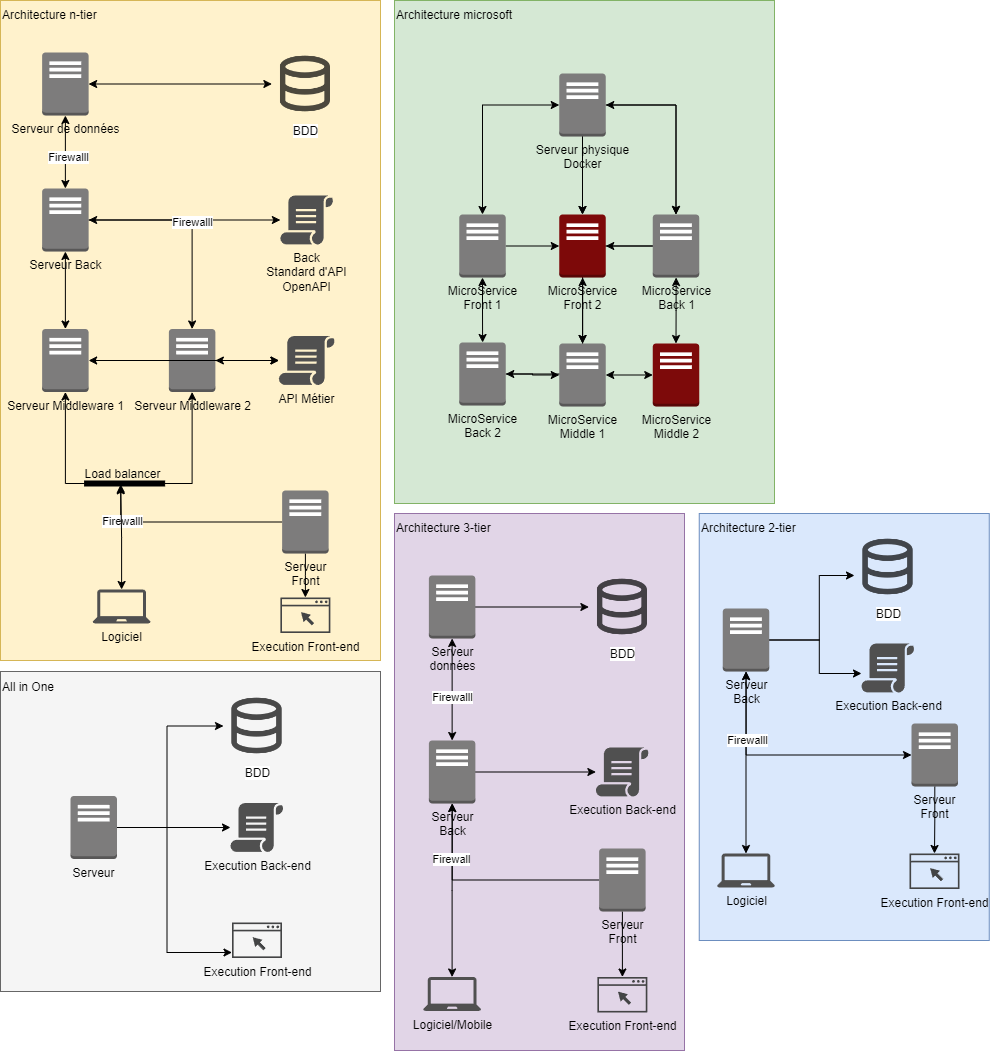 Architecture n-tier
BDD
Serveur de données
Firewalll
Firewalll
Serveur Back
Back
Standard d'API
OpenAPI
Serveur Middleware 1
Serveur Middleware 2
API Métier
Load balancer
Firewalll
Serveur
Front
Logiciel
Execution Front-end
Architecture microsoft
Serveur physique
Docker
MicroService
Front 1
MicroService
Front 2
MicroService
Back 1
MicroService
Back 2
MicroService
Middle 1
MicroService
Middle 2
Architecture 3-tier
Serveur
données
BDD
Firewalll
Serveur
Back
Execution Back-end
Firewall
Serveur
Front
Logiciel/Mobile
Execution Front-end
Architecture 2-tier
BDD
Serveur
Back
Execution Back-end
Firewalll
Serveur
Front
Logiciel
Execution Front-end
All in One
BDD
Serveur
Execution Back-end
Execution Front-end